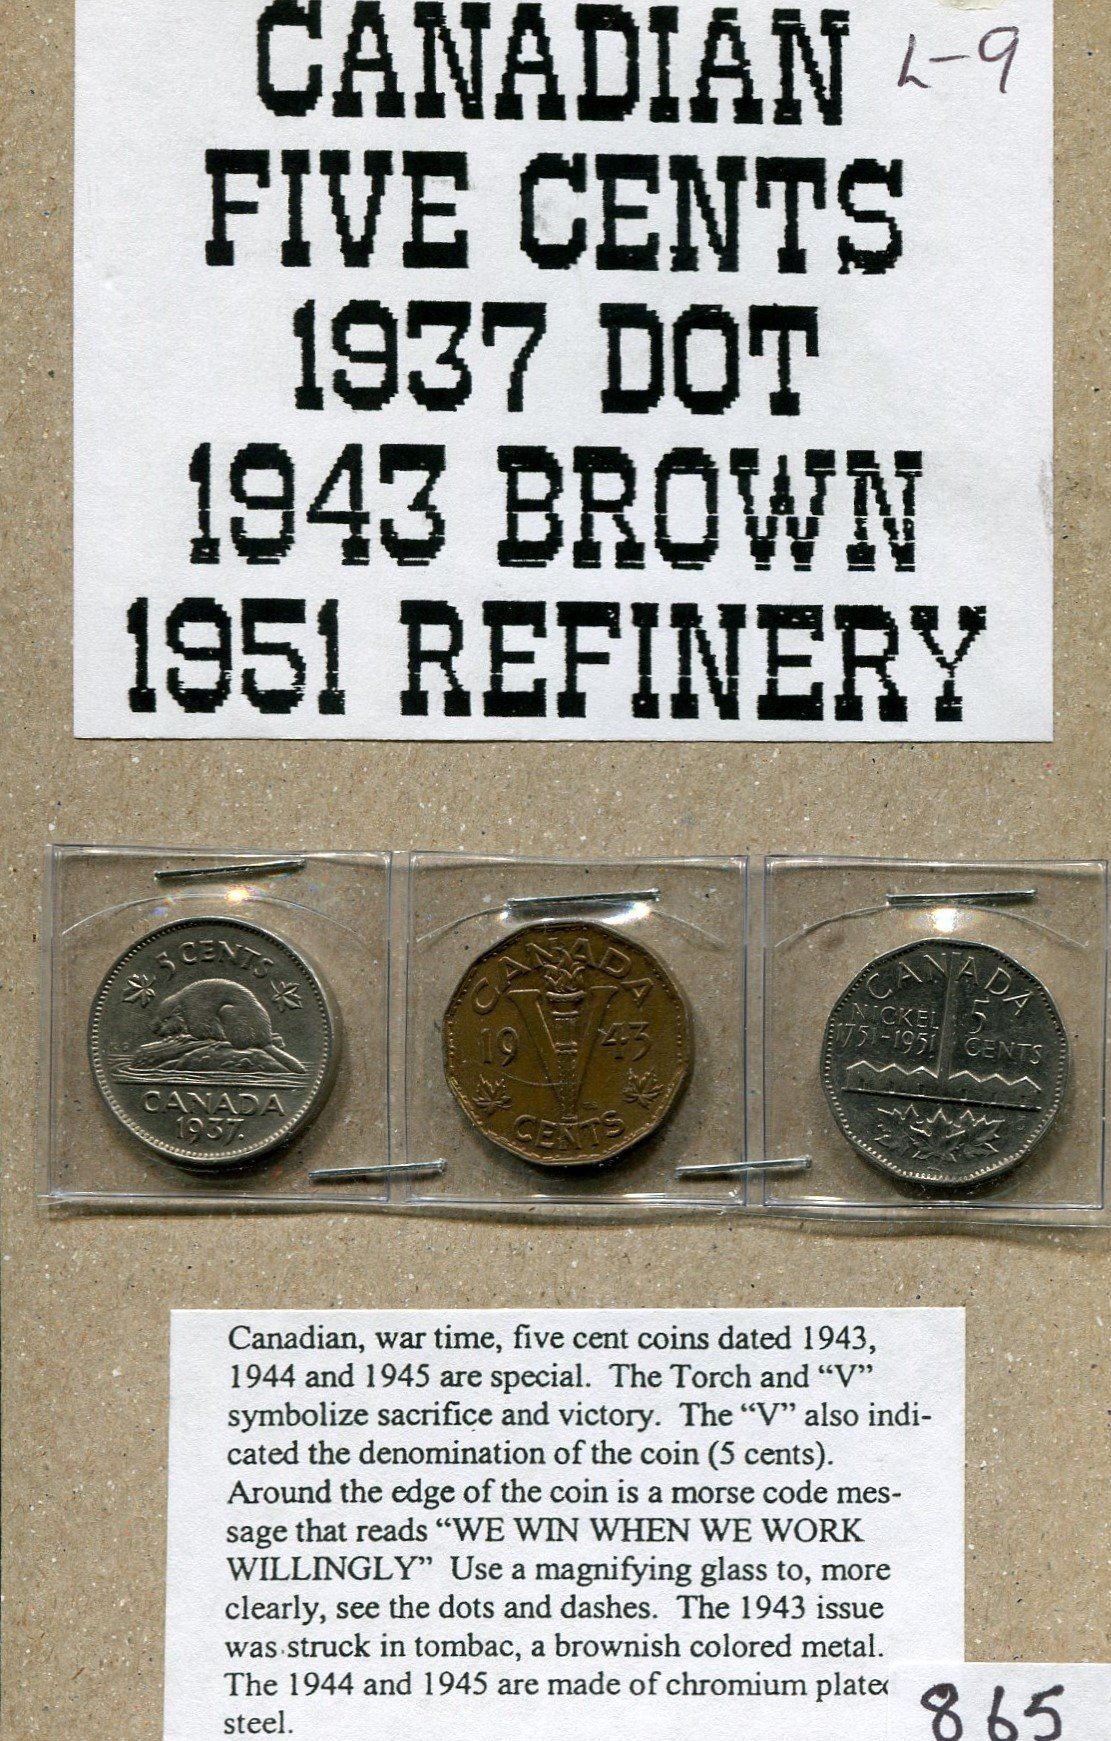 CANADIAN
L-9
FIVE CENTS
1937 DOT
1943 BROWN
1951 REFINERY
5 CENTS
CANADA
1937.
CANADA
19 43
CENTS
CANADA
NICKEL 5
1751-1951 CENTS
Canadian, war time, five cent coins dated 1943,
1944 and 1945 are special. The Torch and “V”
symbolize sacrifice and victory. The “V” also indi-
cated the denomination of the coin (5 cents).
Around the edge of the coin is a morse code mes-
sage that reads “WE WIN WHEN WE WORK
WILLINGLY” Use a magnifying glass to, more
clearly, see the dots and dashes. The 1943 issue
was struck in tombac, a brownish colored metal.
The 1944 and 1945 are made of chromium plated
steel.
865